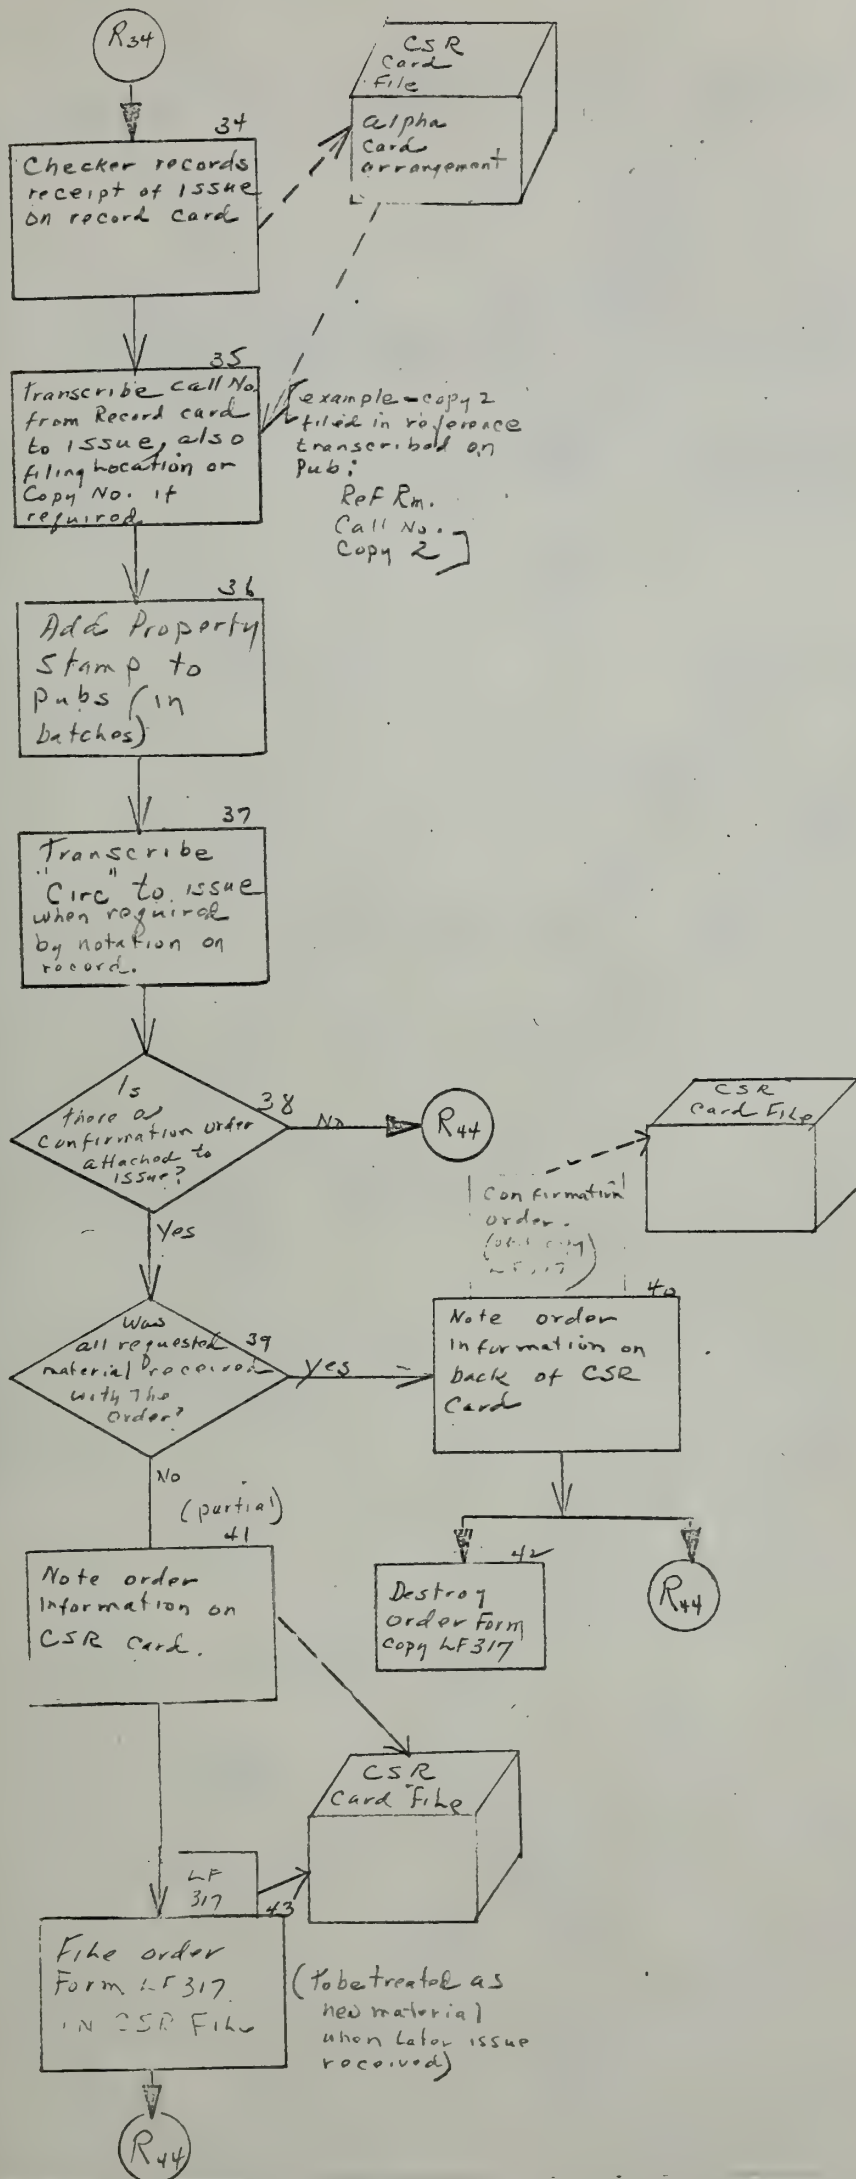 R34
CSR
Card
File
alpha
card
arrangement
34
Checker records
receipt of issue
on record card
35
Transcribe call No.
from Record card
to issue, also
filing Location or
Copy No. if
required
[example - copy 2
filed in reference
transcribed on
Pub:
Ref Rm.
Call No.
Copy 2]
36
Add Property
Stamp to
Pubs (in
batches)
37
Transcribe
"Circ" to issue
when required
by notation on
record.
38
Is
there a
confirmation order
attached to
issue?
No
R44
Yes
CSR
Card File
Confirmation
order.
LF 317
39
Was
all requested
material received
with The
order?
Yes
40
Note order
Information on
back of CSR
Card
No
(partial)
41
Note order
Information on
CSR Card.
42
Destroy
order Form
copy LF 317
R44
CSR
Card File
LF
317
43
File order
Form LF 317
IN CSR File
(To be treated as
new material
when Later issue
received)
R44